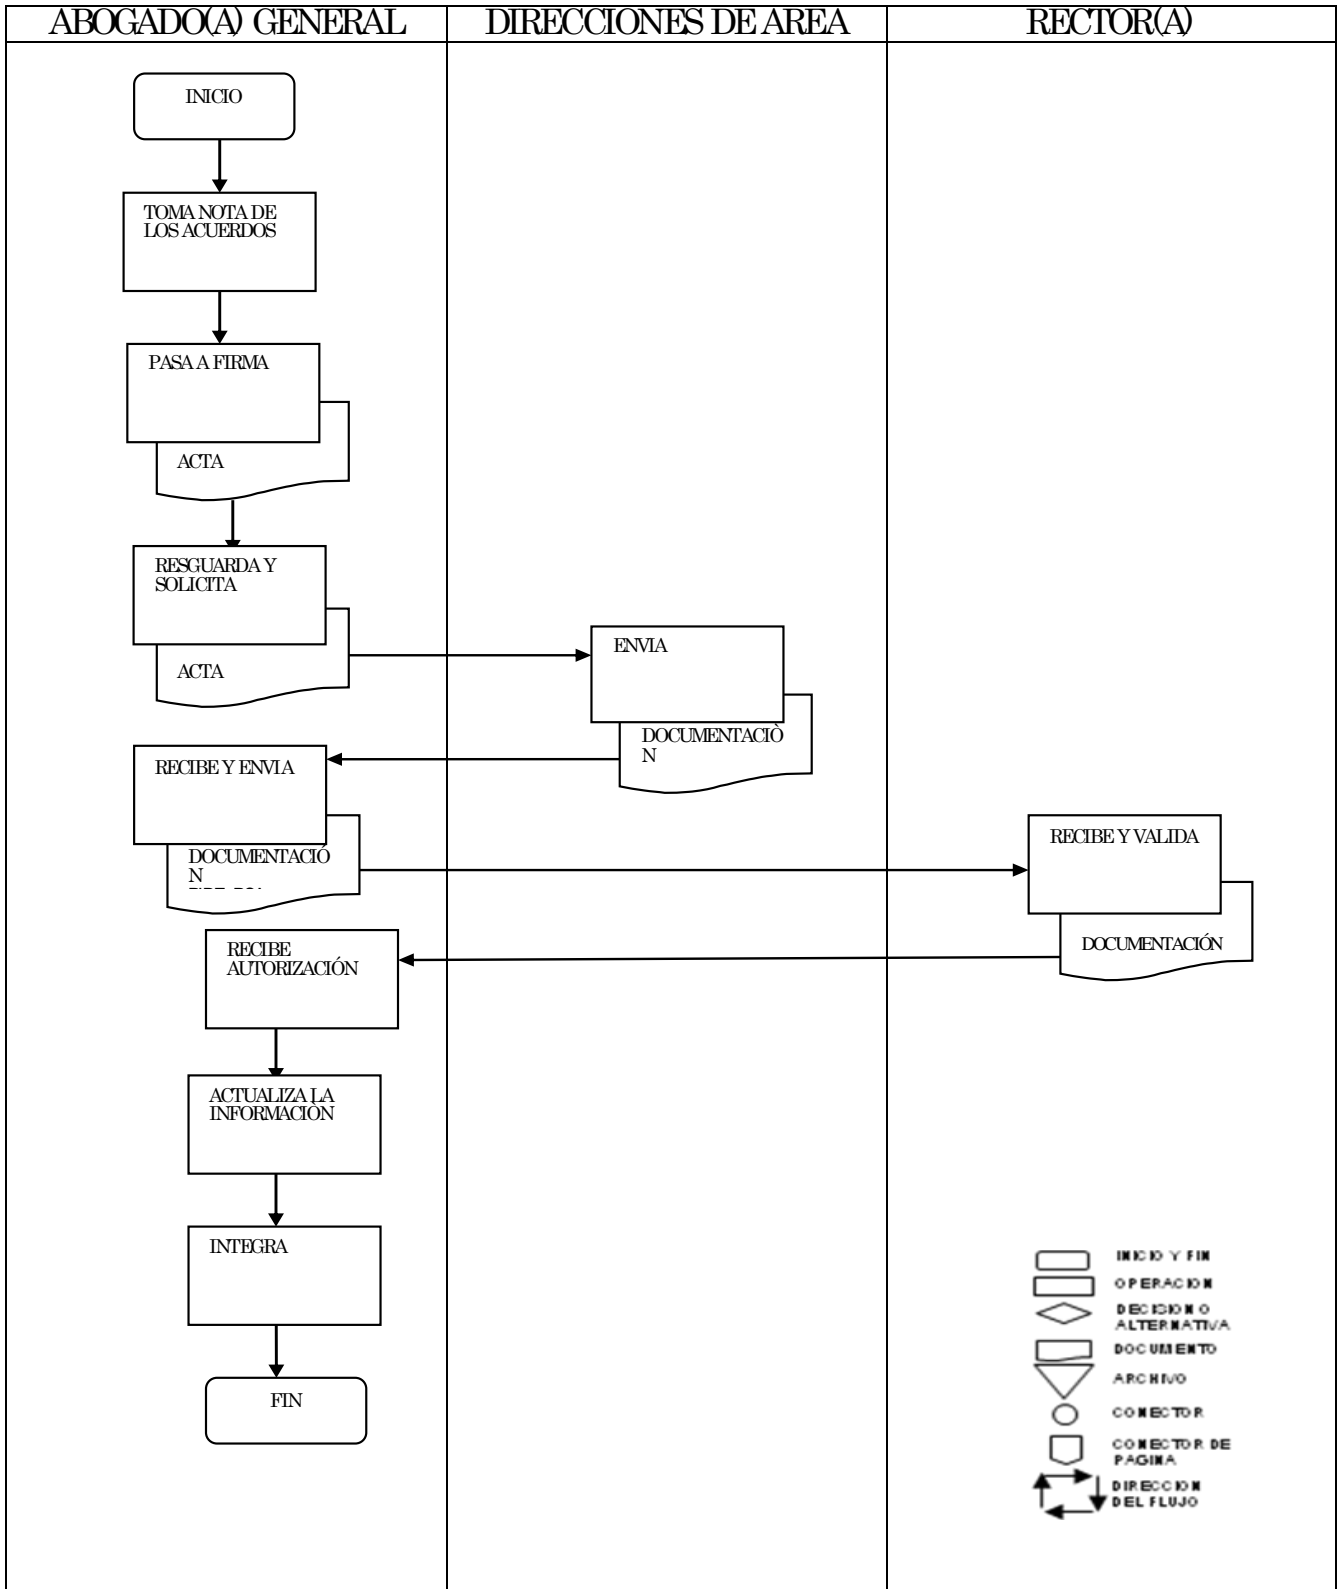 ABOGADO(A) GENERAL
DIRECCIONES DE AREA
RECTOR(A)
INICIO
TOMA NOTA DE
LOS ACUERDOS
PASA A FIRMA
ACTA
RESGUARDA Y
SOLICITA
ACTA
ENVIA
DOCUMENTACIÒ
N
RECIBE Y ENVIA
DOCUMENTACIÓ
N
RECIBE Y VALIDA
DOCUMENTACIÓN
RECIBE
AUTORIZACIÓN
ACTUALIZA LA
INFORMACIÒN
INTEGRA
FIN
INICIO Y FIN
OPERACION
DECISION O
ALTERNATIVA
DOCUMENTO
ARCHIVO
CONECTOR
CONECTOR DE
PAGINA
DIRECCION
DEL FLUJO